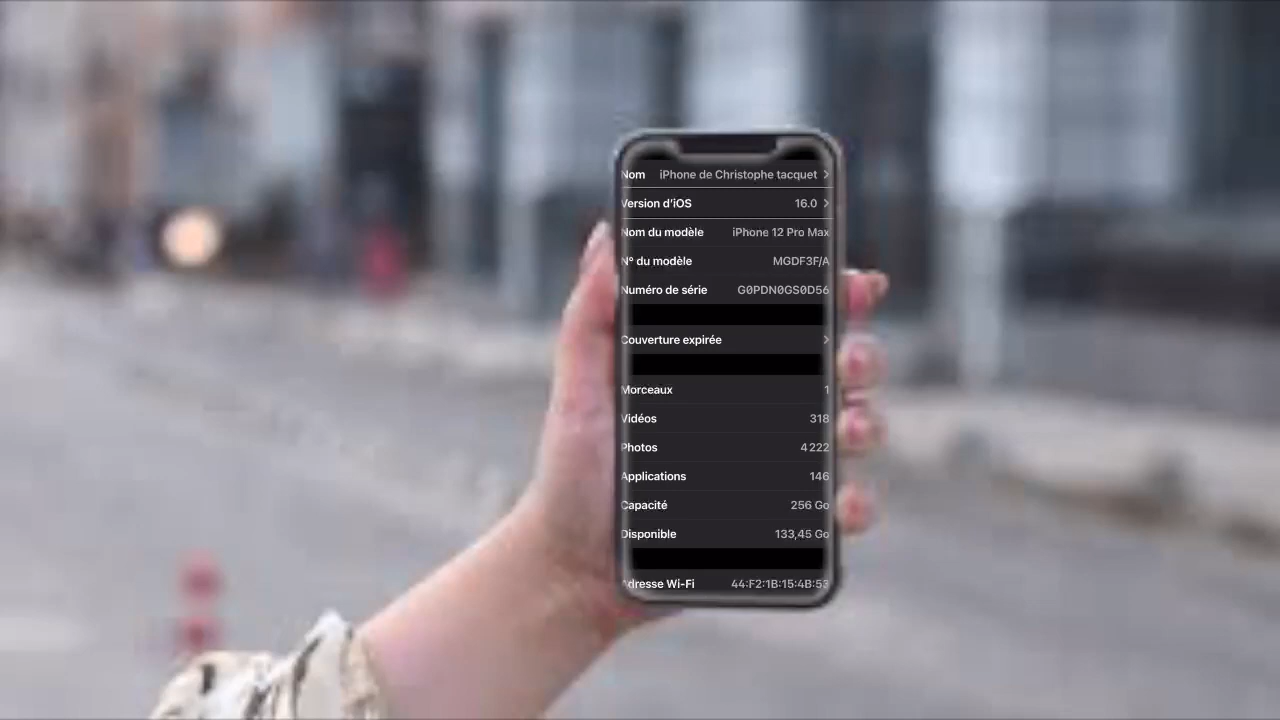 Nom iPhone de Christophe tacquet
Version d'iOS 16.0
Nom du modèle iPhone 12 Pro Max
N° du modèle MGDF3F/A
Numéro de série G0PDN0GS0D56
Couverture expirée
Morceaux 1
Vidéos 318
Photos 4 222
Applications 146
Capacité 256 Go
Disponible 133,45 Go
Adresse Wi-Fi 44:F2:1B:15:4B:53